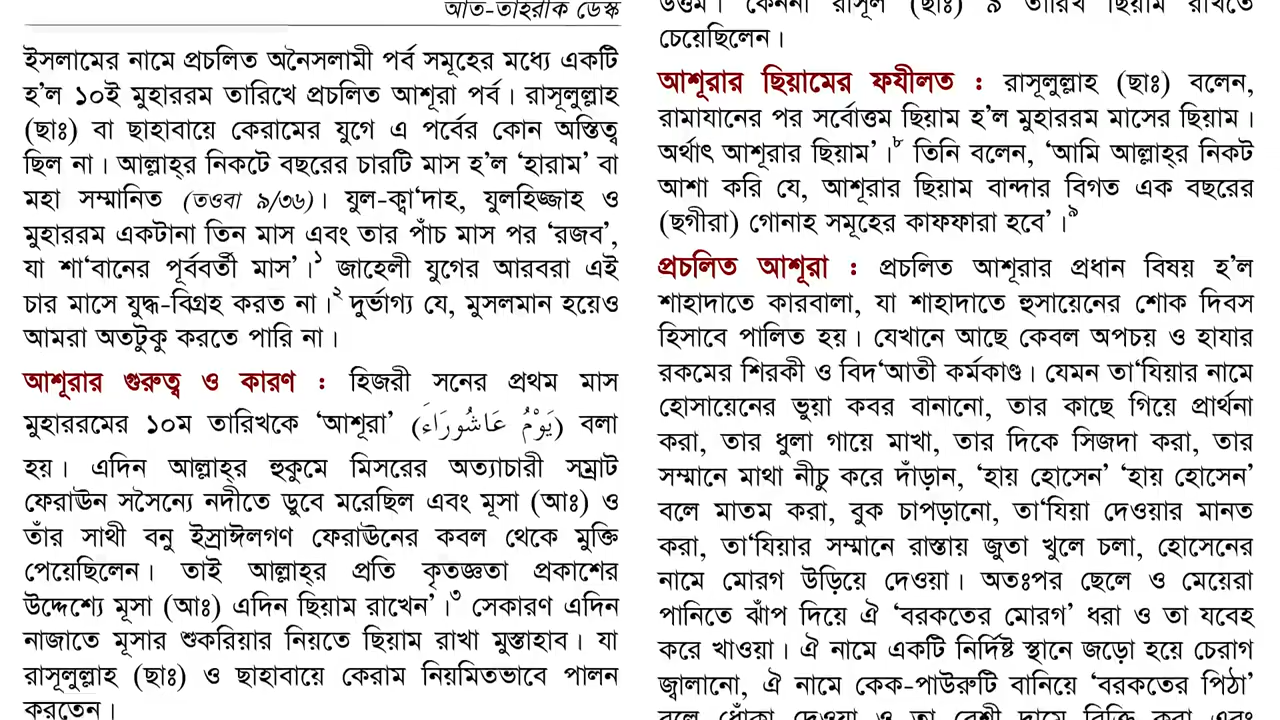 আত-তাহরীক ডেস্ক
ইসলামের নামে প্রচলিত অনৈসলামী পর্ব সমূহের মধ্যে একটি
হ'ল ১০ই মুহাররম তারিখে প্রচলিত আশূরা পর্ব। রাসূলুল্লাহ
(ছাঃ) বা ছাহাবায়ে কেরামের যুগে এ পর্বের কোন অস্তিত্ব
ছিল না। আল্লাহ্‌র নিকটে বছরের চারটি মাস হ'ল ‘হারাম’ বা
মহা সম্মানিত (তওবা ৯/৩৬)। যুল-ক্বা‘দাহ, যুলহিজ্জাহ ও
মুহাররম একটানা তিন মাস এবং তার পাঁচ মাস পর ‘রজব’,
যা শা‘বানের পূর্ববর্তী মাস’।১ জাহেলী যুগের আরবরা এই
চার মাসে যুদ্ধ-বিগ্রহ করত না।২ দুর্ভাগ্য যে, মুসলমান হয়েও
আমরা অতটুকু করতে পারি না।
আশূরার গুরুত্ব ও কারণ : হিজরী সনের প্রথম মাস
মুহাররমের ১০ম তারিখকে ‘আশূরা’ (يَوْمُ عَاشُورَاءَ) বলা
হয়। এদিন আল্লাহ্‌র হুকুমে মিসরের অত্যাচারী সম্রাট
ফেরাঊন সসৈন্যে নদীতে ডুবে মরেছিল এবং মূসা (আঃ) ও
তাঁর সাথী বনু ইস্রাঈলগণ ফেরাঊনের কবল থেকে মুক্তি
পেয়েছিলেন। তাই আল্লাহ্‌র প্রতি কৃতজ্ঞতা প্রকাশের
উদ্দেশ্যে মূসা (আঃ) এদিন ছিয়াম রাখেন’।৩ সেকারণ এদিন
নাজাতে মূসার শুকরিয়ার নিয়তে ছিয়াম রাখা মুস্তাহাব। যা
রাসূলুল্লাহ (ছাঃ) ও ছাহাবায়ে কেরাম নিয়মিতভাবে পালন
করতেন।
উত্তম। কেননা রাসূল (ছাঃ) ৯ তারিখ ছিয়াম রাখতে
চেয়েছিলেন।
আশূরার ছিয়ামের ফযীলত : রাসূলুল্লাহ (ছাঃ) বলেন,
রামাযানের পর সর্বোত্তম ছিয়াম হ'ল মুহাররম মাসের ছিয়াম।
অর্থাৎ আশূরার ছিয়াম’।৮ তিনি বলেন, ‘আমি আল্লাহ্‌র নিকট
আশা করি যে, আশূরার ছিয়াম বান্দার বিগত এক বছরের
(ছগীরা) গোনাহ সমূহের কাফফারা হবে’।৯
প্রচলিত আশূরা : প্রচলিত আশূরার প্রধান বিষয় হ'ল
শাহাদাতে কারবালা, যা শাহাদাতে হুসায়েনের শোক দিবস
হিসাবে পালিত হয়। যেখানে আছে কেবল অপচয় ও হাযার
রকমের শিরকী ও বিদ‘আতী কর্মকাণ্ড। যেমন তা‘যিয়ার নামে
হোসায়েনের ভুয়া কবর বানানো, তার কাছে গিয়ে প্রার্থনা
করা, তার ধুলা গায়ে মাখা, তার দিকে সিজদা করা, তার
সম্মানে মাথা নীচু করে দাঁড়ান, ‘হায় হোসেন’ ‘হায় হোসেন’
বলে মাতম করা, বুক চাপড়ানো, তা‘যিয়া দেওয়ার মানত
করা, তা‘যিয়ার সম্মানে রাস্তায় জুতা খুলে চলা, হোসেনের
নামে মোরগ উড়িয়ে দেওয়া। অতঃপর ছেলে ও মেয়েরা
পানিতে ঝাঁপ দিয়ে ঐ ‘বরকতের মোরগ’ ধরা ও তা যবেহ
করে খাওয়া। ঐ নামে একটি নির্দিষ্ট স্থানে জড়ো হয়ে চেরাগ
জ্বালানো, ঐ নামে কেক-পাউরুটি বানিয়ে ‘বরকতের পিঠা’
বলে ধোঁকা দেওয়া ও তা বেশী দামে বিক্রি করা এবং